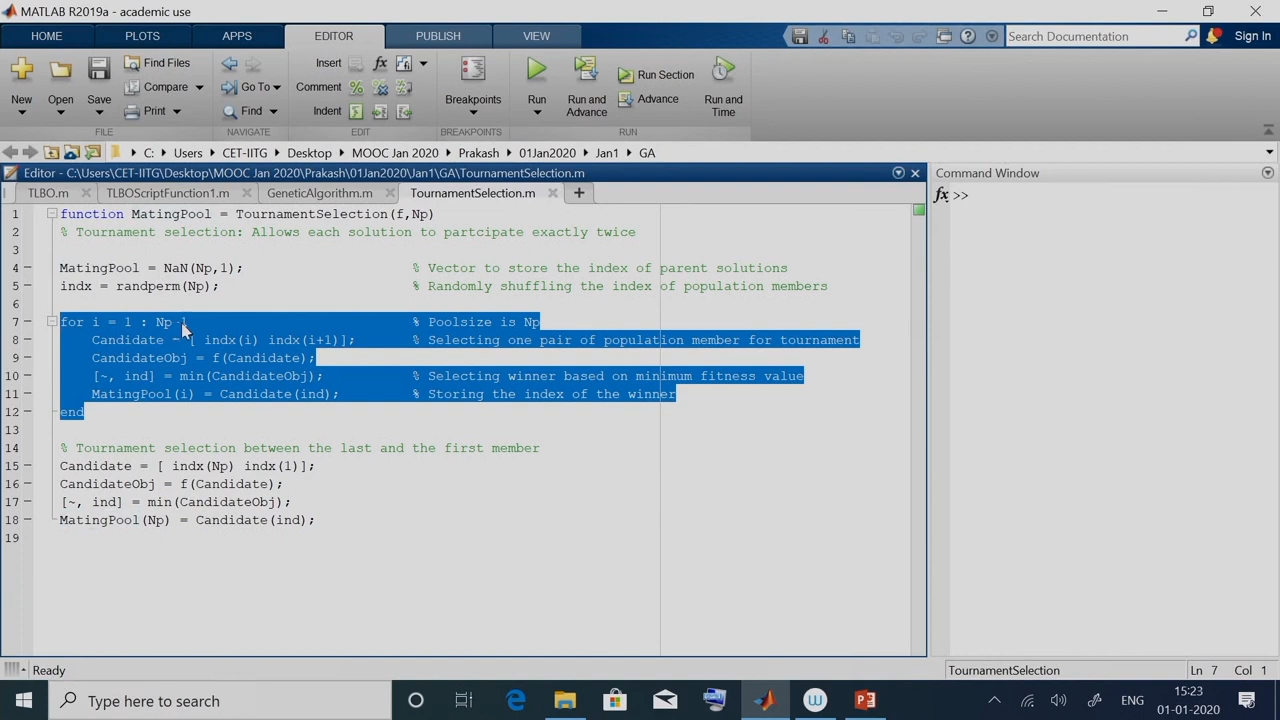 MATLAB R2019a - academic use
HOME PLOTS APPS EDITOR PUBLISH VIEW Search Documentation Sign In
New Open Save Find Files Compare Print
Go To Find
Insert fx Comment % Indent
Breakpoints
Run Run and Advance Run Section Advance Run and Time
FILE NAVIGATE EDIT BREAKPOINTS RUN
C: Users CET-IITG Desktop MOOC Jan 2020 Prakash 01Jan2020 Jan1 GA
Editor - C:\Users\CET-IITG\Desktop\MOOC Jan 2020\Prakash\01Jan2020\Jan1\GA\TournamentSelection.m
TLBO.m TLBOScriptFunction1.m GeneticAlgorithm.m TournamentSelection.m +
1 function MatingPool = TournamentSelection(f,Np)
2 % Tournament selection: Allows each solution to partcipate exactly twice
3
4 MatingPool = NaN(Np,1); % Vector to store the index of parent solutions
5 indx = randperm(Np); % Randomly shuffling the index of population members
6
7 for i = 1 : Np-1 % Poolsize is Np
8 Candidate = [ indx(i) indx(i+1)]; % Selecting one pair of population member for tournament
9 CandidateObj = f(Candidate);
10 [~, ind] = min(CandidateObj); % Selecting winner based on minimum fitness value
11 MatingPool(i) = Candidate(ind); % Storing the index of the winner
12 end
13
14 % Tournament selection between the last and the first member
15 Candidate = [ indx(Np) indx(1)];
16 CandidateObj = f(Candidate);
17 [~, ind] = min(CandidateObj);
18 MatingPool(Np) = Candidate(ind);
19
Command Window
fx >>
Ready TournamentSelection Ln 7 Col 1
Type here to search ENG 15:23
01-01-2020